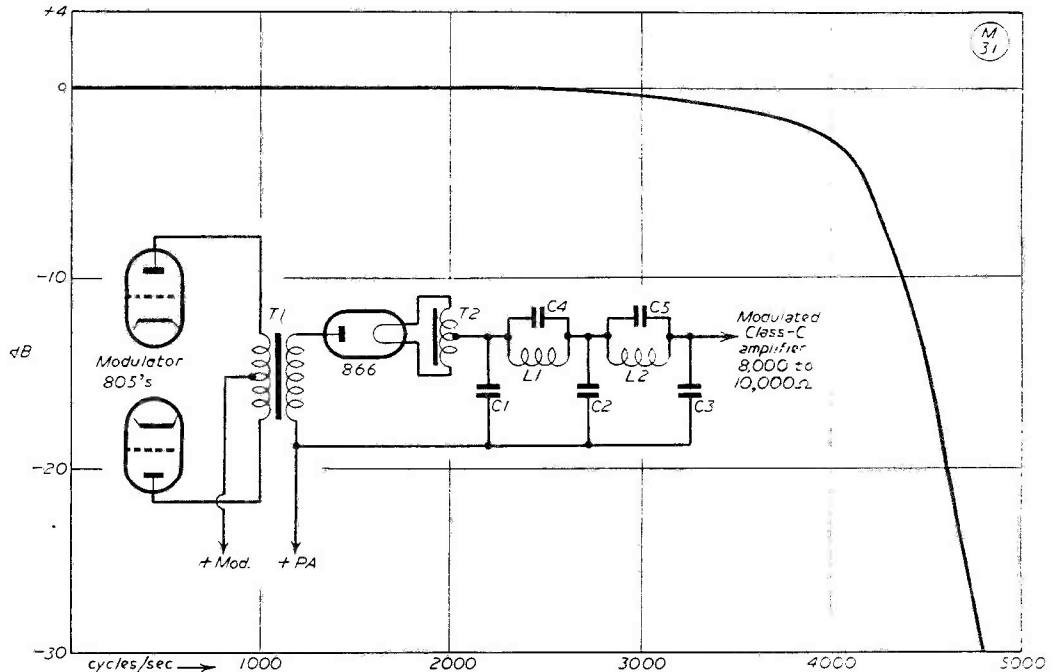 +4
M
31
0
-10
dB
T1
866
T2
C4
L1
C5
L2
Modulated
Class-C
amplifier
8,000 to
10,000Ω
Modulator
805's
C1
C2
C3
-20
+ Mod.
+ PA
-30
cycles/sec
1000
2000
3000
4000
5000